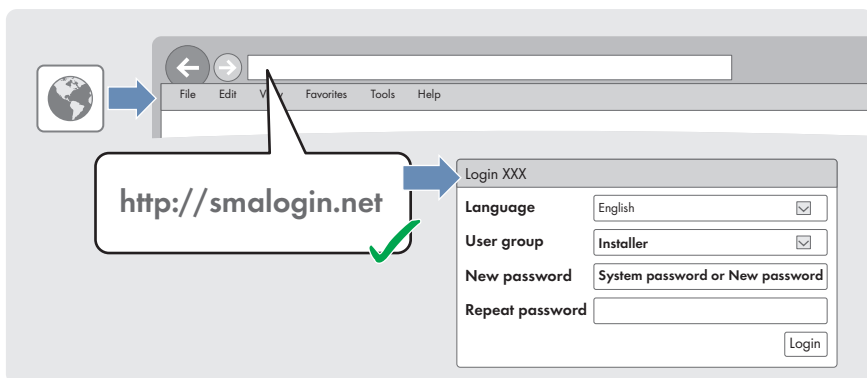 File Edit View Favorites Tools Help
http://smalogin.net
Login XXX
Language English
User group Installer
New password System password or New password
Repeat password
Login